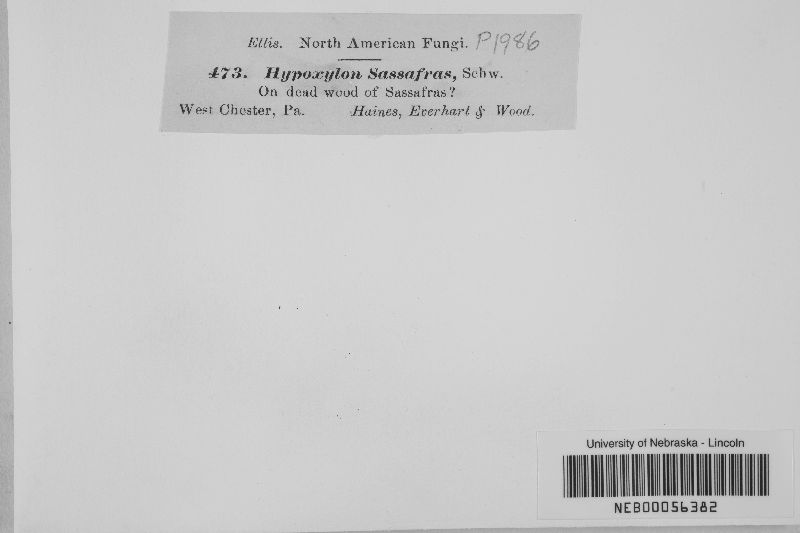 Ellis. North American Fungi. P1986
473. Hypoxylon Sassafras, Schw.
On dead wood of Sassafras?
West Chester, Pa. Haines, Everhart & Wood.
University of Nebraska - Lincoln
NEB00056382